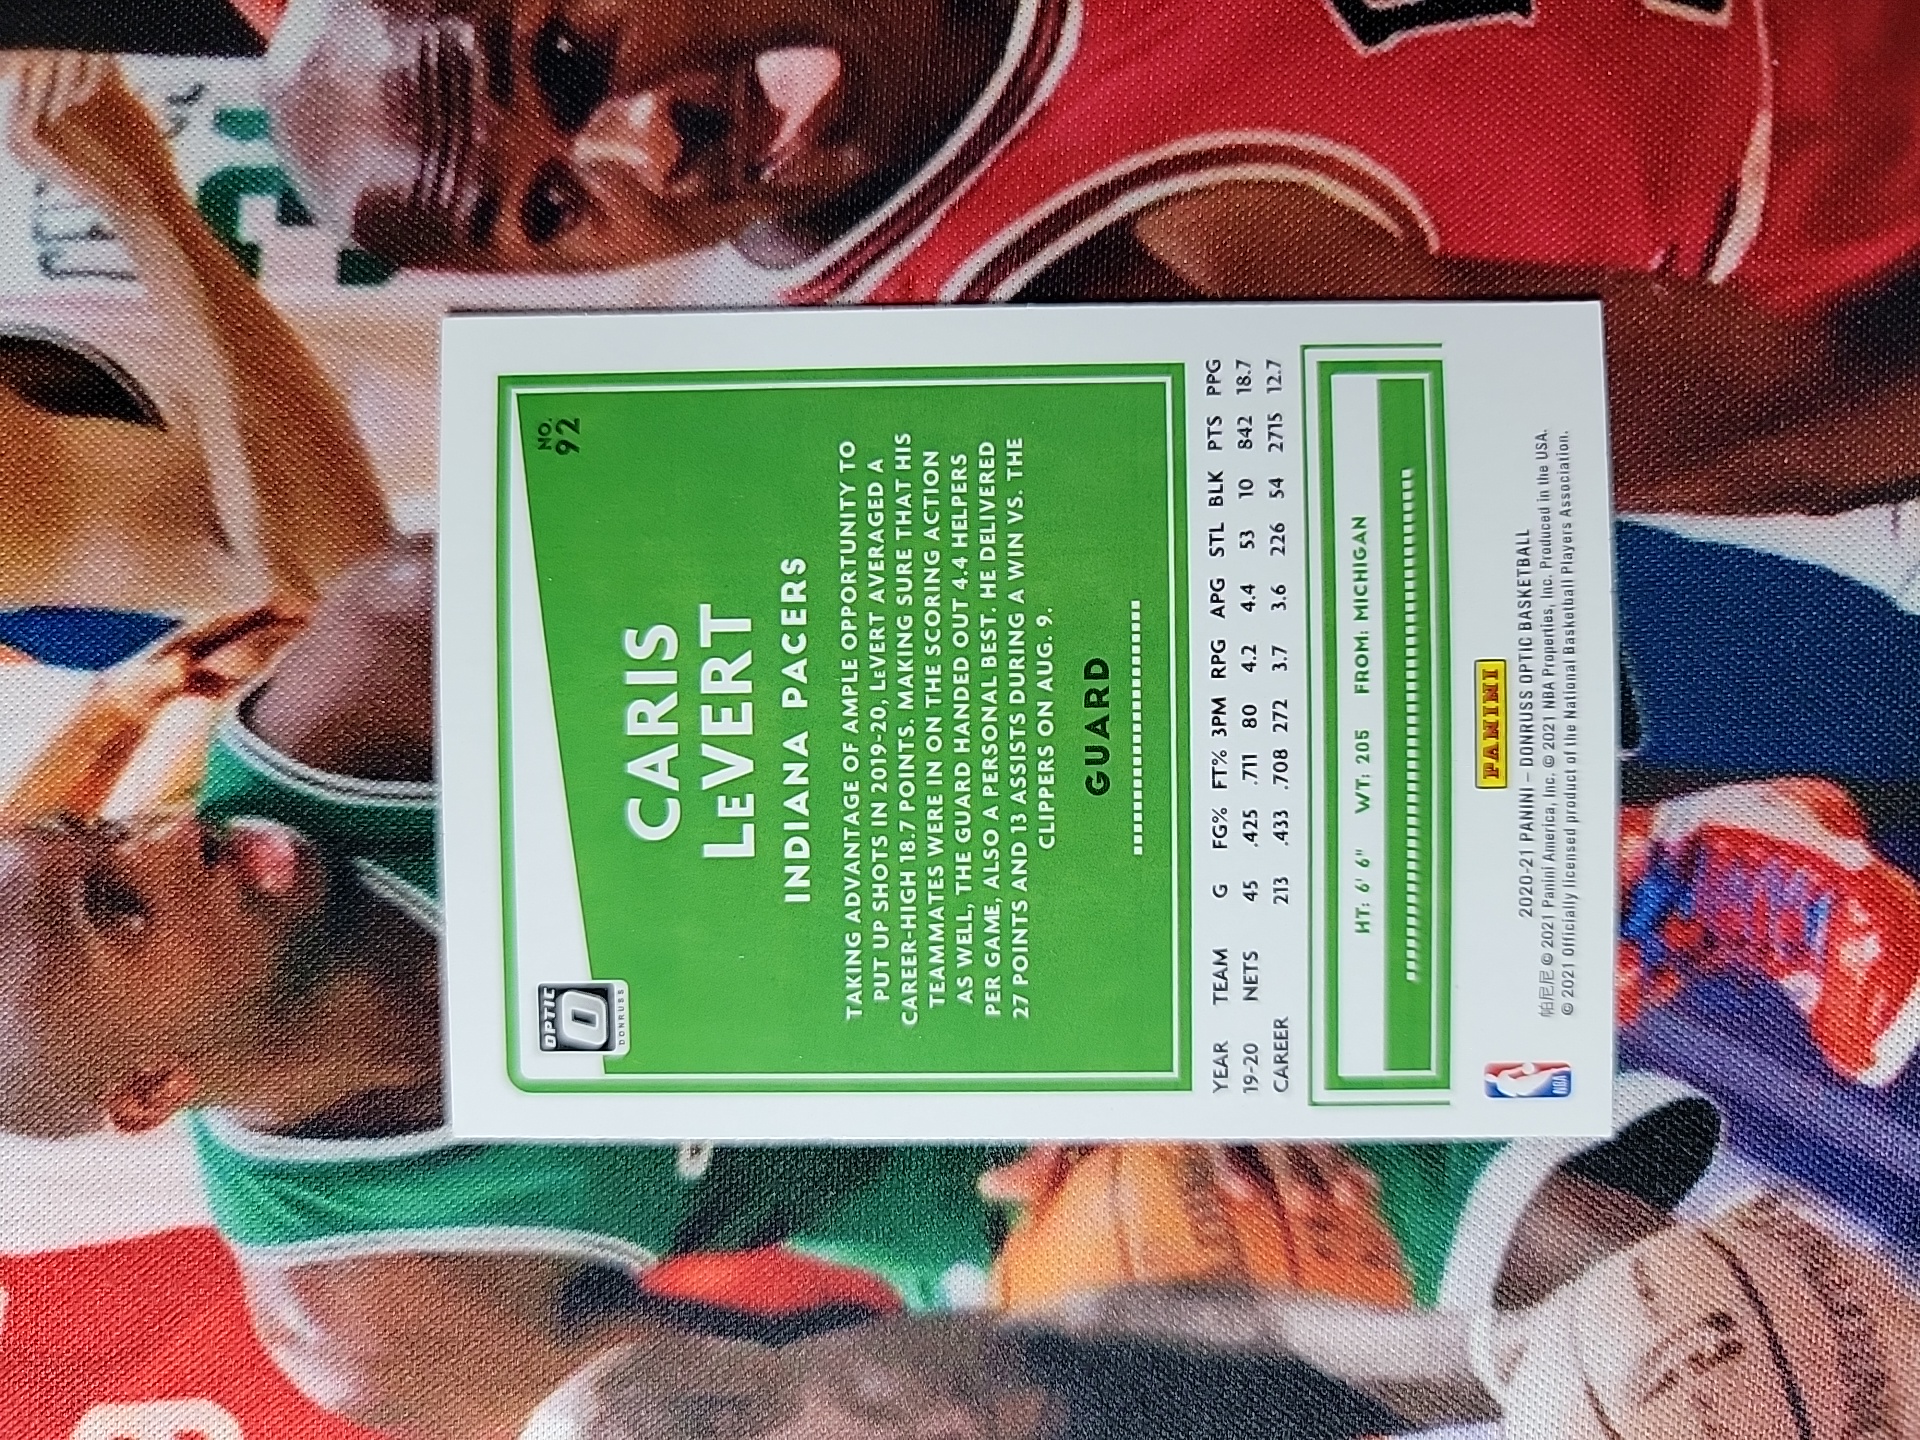 OPTIC
DONRUSS
NO.
92
CARIS
LeVERT
INDIANA PACERS
TAKING ADVANTAGE OF AMPLE OPPORTUNITY TO
PUT UP SHOTS IN 2019-20, LeVERT AVERAGED A
CAREER-HIGH 18.7 POINTS. MAKING SURE THAT HIS
TEAMMATES WERE IN ON THE SCORING ACTION
AS WELL, THE GUARD HANDED OUT 4.4 HELPERS
PER GAME, ALSO A PERSONAL BEST. HE DELIVERED
27 POINTS AND 13 ASSISTS DURING A WIN VS. THE
CLIPPERS ON AUG. 9.
GUARD
YEAR TEAM G FG% FT% 3PM RPG APG STL BLK PTS PPG
19-20 NETS 45 .425 .711 80 4.2 4.4 53 10 842 18.7
CAREER 213 .433 .708 272 3.7 3.6 226 54 2715 12.7
HT: 6' 6" WT: 205 FROM: MICHIGAN
PANINI
2020-21 PANINI – DONRUSS OPTIC BASKETBALL
帕尼尼 © 2021 Panini America, Inc. © 2021 NBA Properties, Inc. Produced in the USA.
© 2021 Officially licensed product of the National Basketball Players Association.
NBA